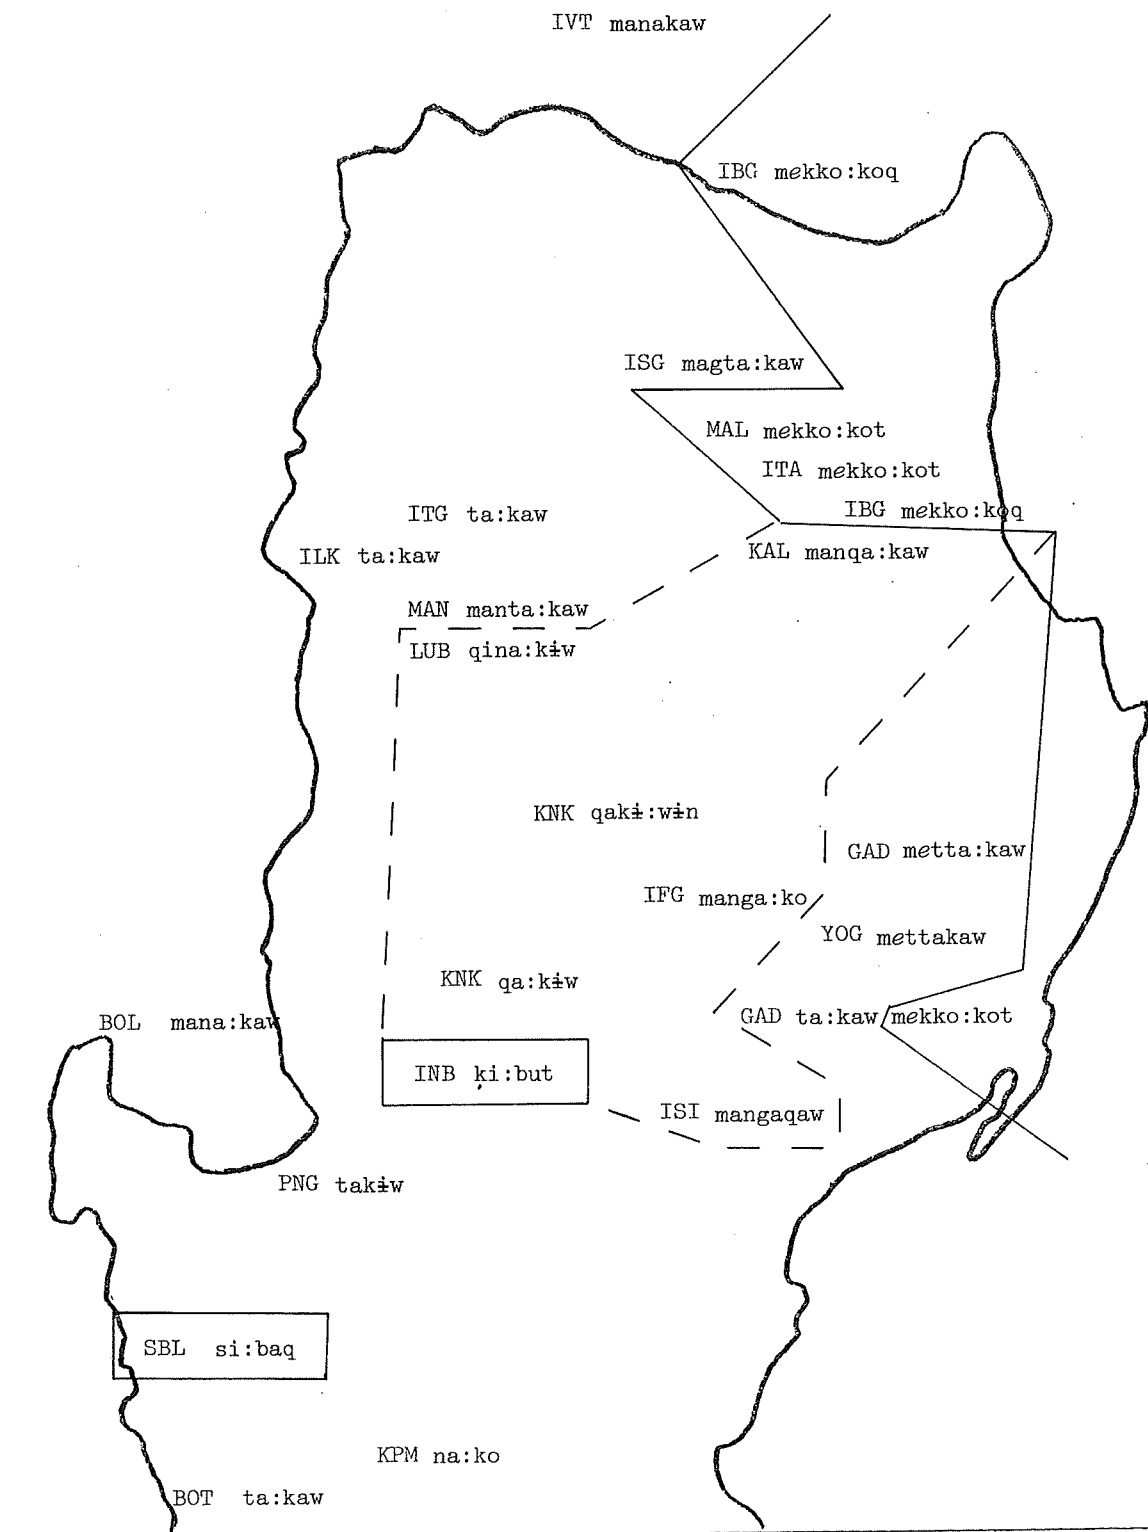 IVT manakaw
IBG mekko:koq
ISG magta:kaw
MAL mekko:kot
ITA mekko:kot
IBG mekko:koq
ITG ta:kaw
KAL manqa:kaw
ILK ta:kaw
MAN manta:kaw
LUB qina:kɨw
KNK qakɨ:wɨn
GAD metta:kaw
IFG manga:ko
YOG mettakaw
KNK qa:kɨw
GAD ta:kaw/mekko:kot
BOL mana:kaw
INB ḳi:but
ISI mangaqaw
PNG takɨw
SBL si:baq
KPM na:ko
BOT ta:kaw